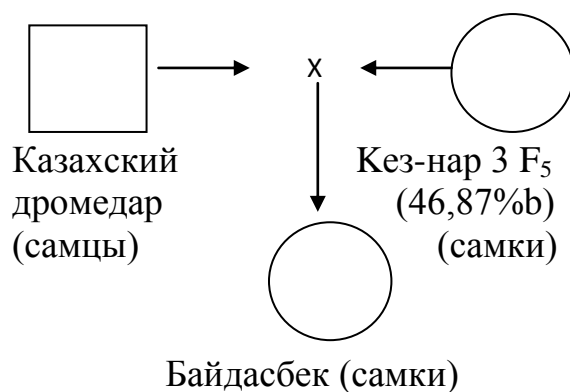 X
Казахский
дромедар
(самцы)
Кез-нар 3 F₅
(46,87%b)
(самки)
Байдасбек (самки)